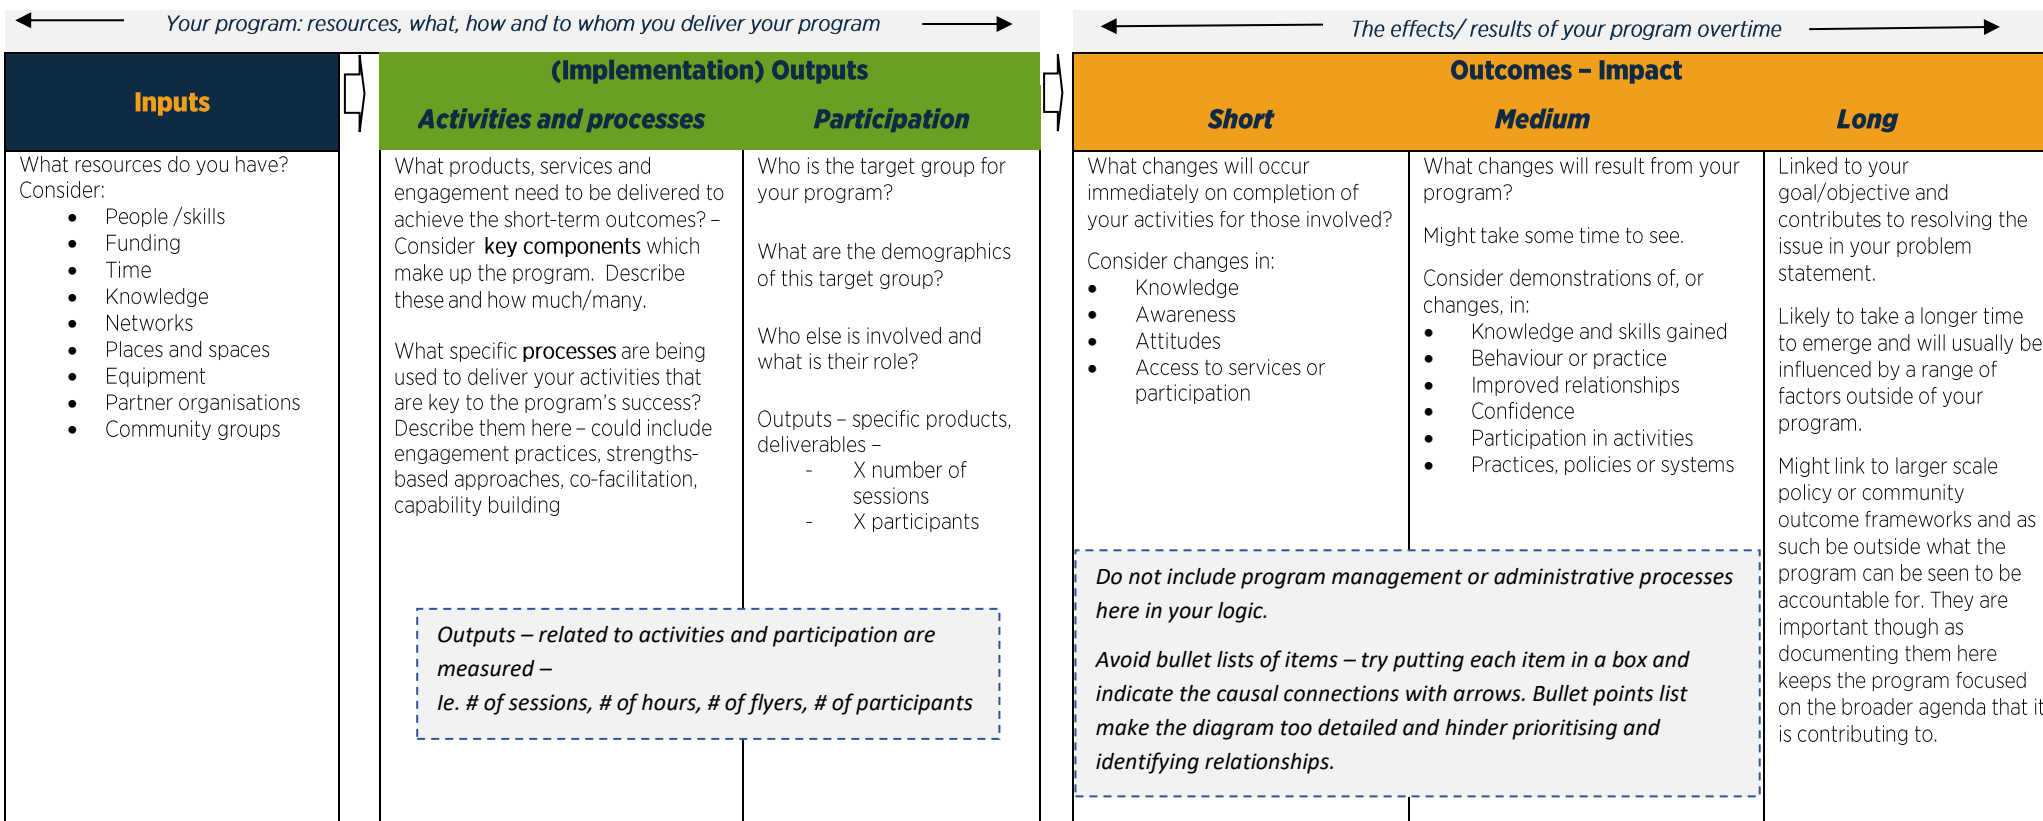 Your program: resources, what, how and to whom you deliver your program
The effects/ results of your program overtime
Inputs
(Implementation) Outputs
Activities and processes
Participation
Outcomes – Impact
Short
Medium
Long
What resources do you have?
Consider:
• People /skills
• Funding
• Time
• Knowledge
• Networks
• Places and spaces
• Equipment
• Partner organisations
• Community groups
What products, services and
engagement need to be delivered to
achieve the short-term outcomes? –
Consider key components which
make up the program. Describe
these and how much/many.
What specific processes are being
used to deliver your activities that
are key to the program's success?
Describe them here – could include
engagement practices, strengths-
based approaches, co-facilitation,
capability building
Who is the target group for
your program?
What are the demographics
of this target group?
Who else is involved and
what is their role?
Outputs – specific products,
deliverables –
- X number of
sessions
- X participants
Outputs – related to activities and participation are
measured –
Ie. # of sessions, # of hours, # of flyers, # of participants
What changes will occur
immediately on completion of
your activities for those involved?
Consider changes in:
• Knowledge
• Awareness
• Attitudes
• Access to services or
participation
What changes will result from your
program?
Might take some time to see.
Consider demonstrations of, or
changes, in:
• Knowledge and skills gained
• Behaviour or practice
• Improved relationships
• Confidence
• Participation in activities
• Practices, policies or systems
Do not include program management or administrative processes
here in your logic.
Avoid bullet lists of items – try putting each item in a box and
indicate the causal connections with arrows. Bullet points list
make the diagram too detailed and hinder prioritising and
identifying relationships.
Linked to your
goal/objective and
contributes to resolving the
issue in your problem
statement.
Likely to take a longer time
to emerge and will usually be
influenced by a range of
factors outside of your
program.
Might link to larger scale
policy or community
outcome frameworks and as
such be outside what the
program can be seen to be
accountable for. They are
important though as
documenting them here
keeps the program focused
on the broader agenda that it
is contributing to.